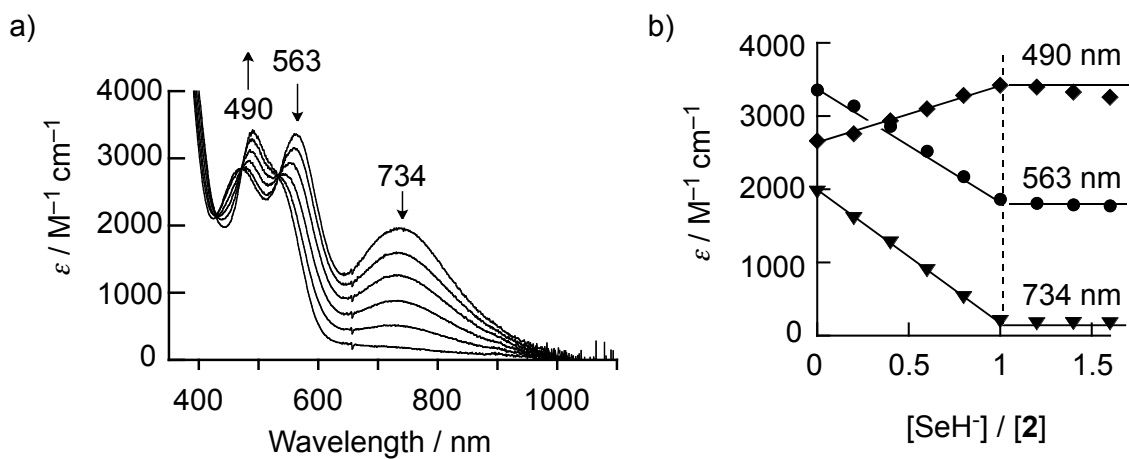 a)
563
490
734
4000
3000
2000
1000
0
ε / M⁻¹ cm⁻¹
400 600 800 1000
Wavelength / nm
b)
4000
3000
2000
1000
0
ε / M⁻¹ cm⁻¹
490 nm
563 nm
734 nm
0 0.5 1 1.5
[SeH⁻] / [2]